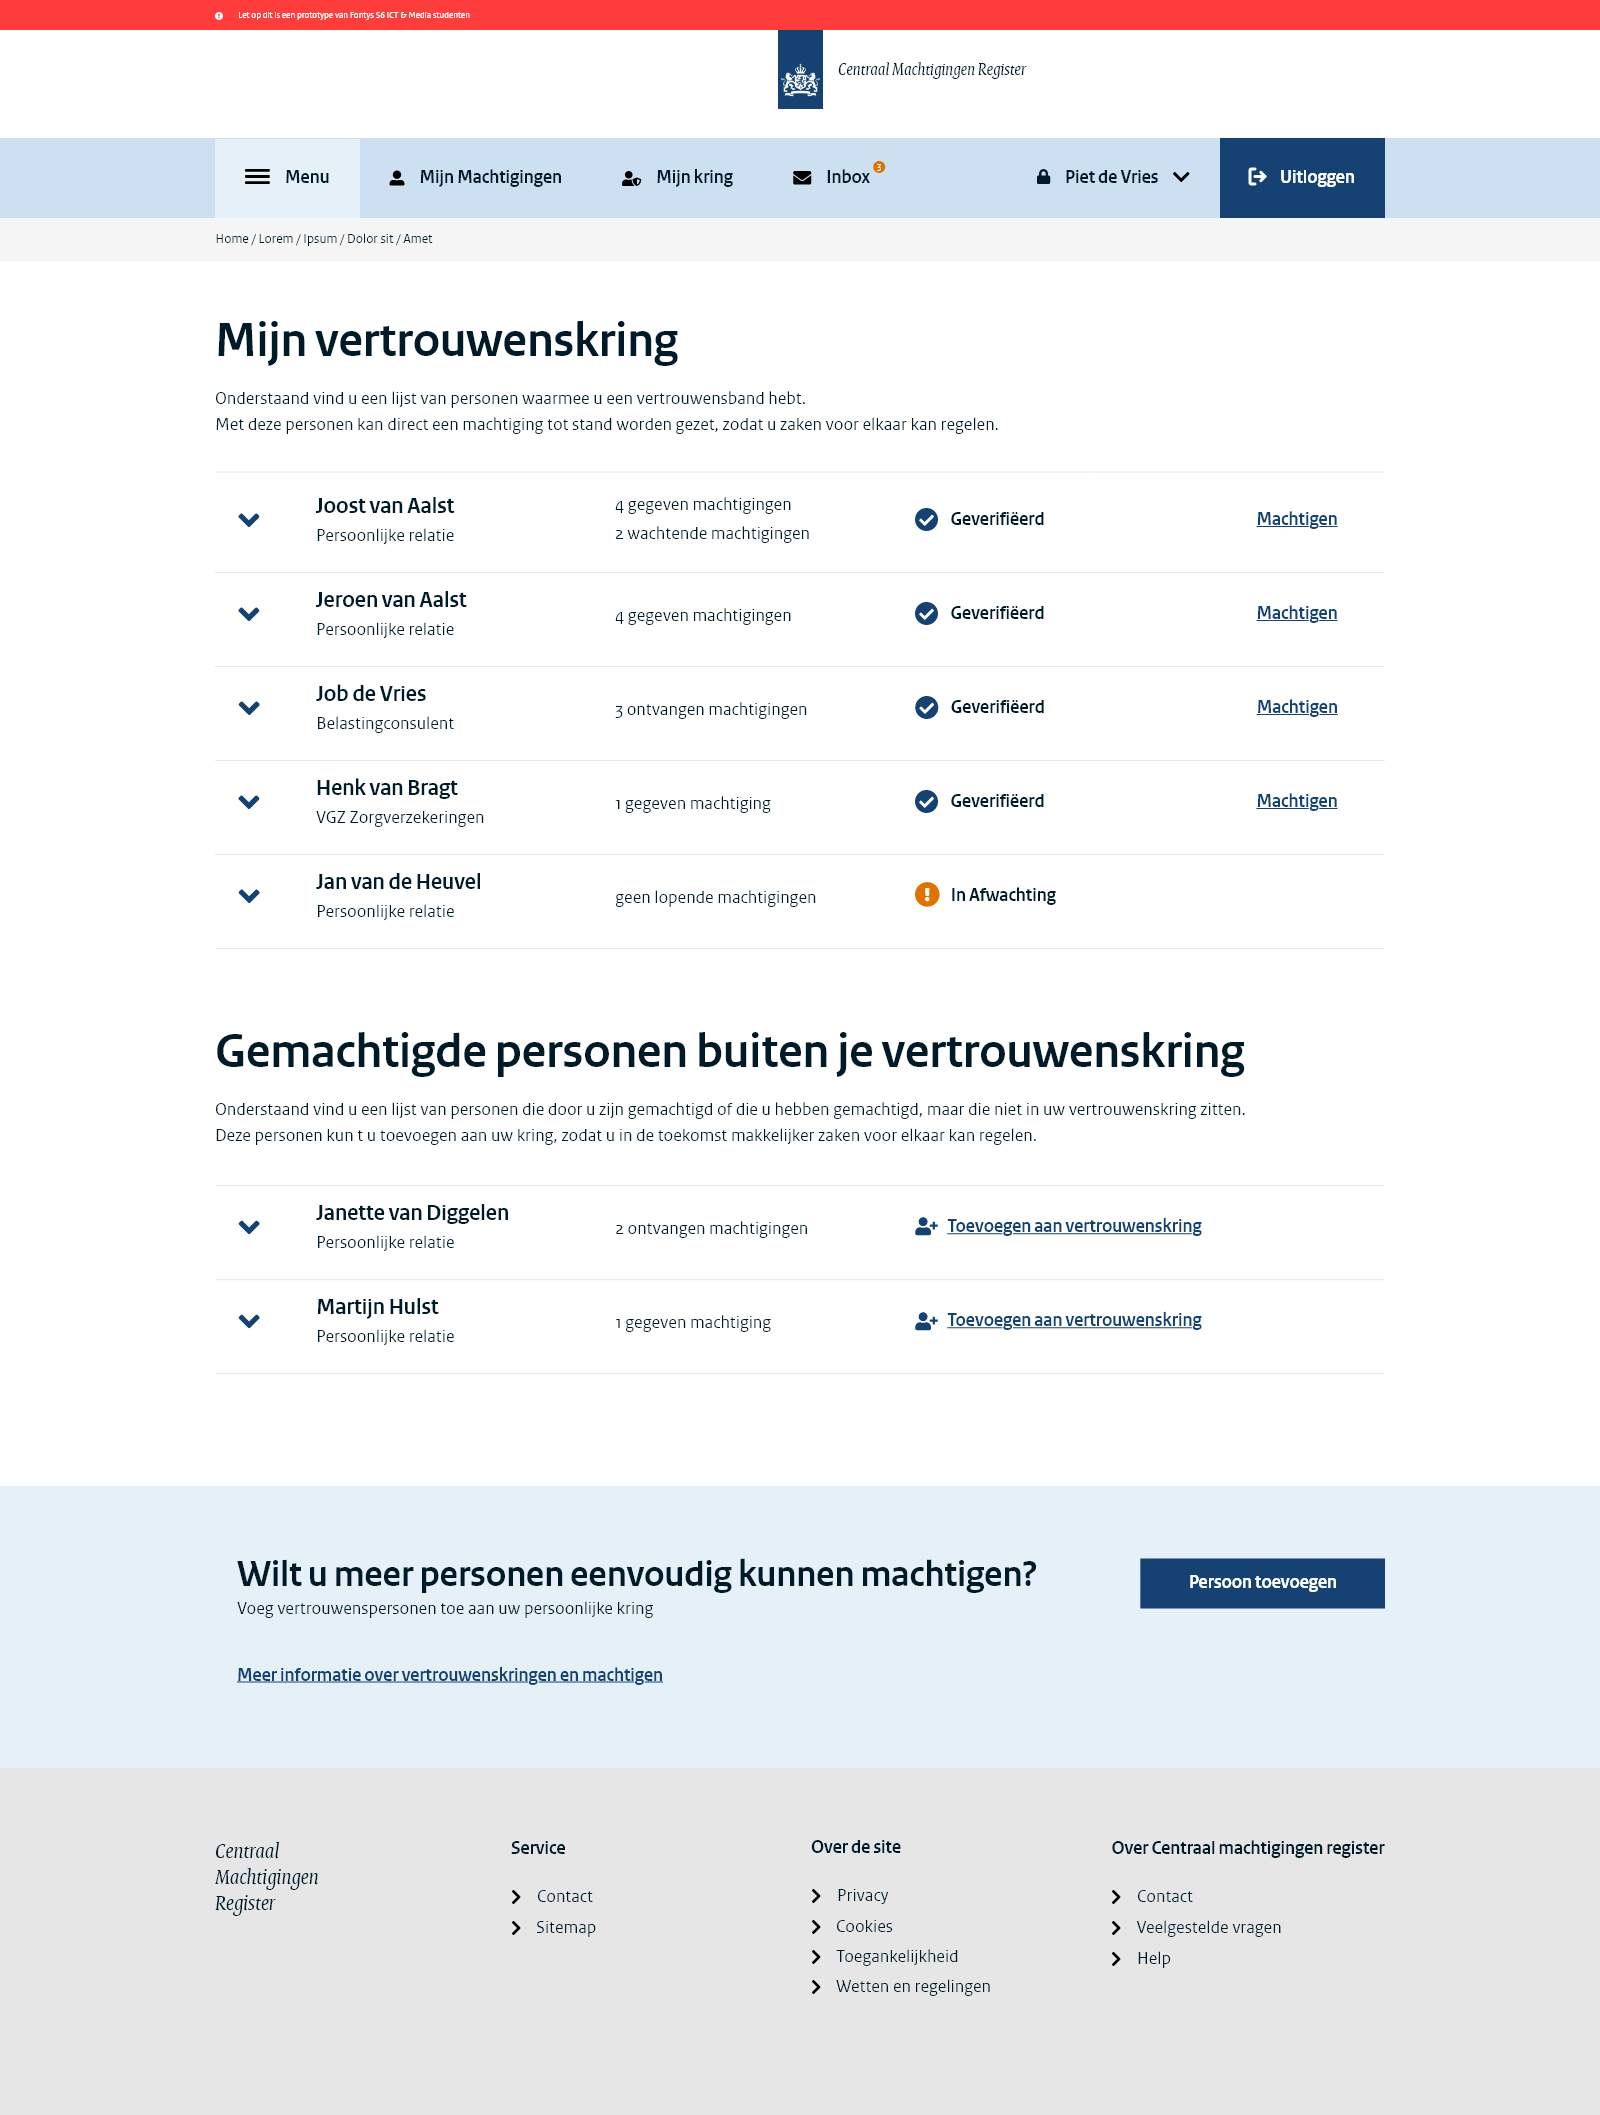 Let op dit is een prototype van Fontys S6 ICT & Media studenten
Centraal Machtigingen Register
Menu
Mijn Machtigingen
Mijn kring
Inbox
3
Piet de Vries
Uitloggen
Home / Lorem / Ipsum / Dolor sit / Amet
Mijn vertrouwenskring
Onderstaand vind u een lijst van personen waarmee u een vertrouwensband hebt.
Met deze personen kan direct een machtiging tot stand worden gezet, zodat u zaken voor elkaar kan regelen.
Joost van Aalst
Persoonlijke relatie
4 gegeven machtigingen
2 wachtende machtigingen
Geverifiëerd
Machtigen
Jeroen van Aalst
Persoonlijke relatie
4 gegeven machtigingen
Geverifiëerd
Machtigen
Job de Vries
Belastingconsulent
3 ontvangen machtigingen
Geverifiëerd
Machtigen
Henk van Bragt
VGZ Zorgverzekeringen
1 gegeven machtiging
Geverifiëerd
Machtigen
Jan van de Heuvel
Persoonlijke relatie
geen lopende machtigingen
In Afwachting
Gemachtigde personen buiten je vertrouwenskring
Onderstaand vind u een lijst van personen die door u zijn gemachtigd of die u hebben gemachtigd, maar die niet in uw vertrouwenskring zitten.
Deze personen kun t u toevoegen aan uw kring, zodat u in de toekomst makkelijker zaken voor elkaar kan regelen.
Janette van Diggelen
Persoonlijke relatie
2 ontvangen machtigingen
Toevoegen aan vertrouwenskring
Martijn Hulst
Persoonlijke relatie
1 gegeven machtiging
Toevoegen aan vertrouwenskring
Wilt u meer personen eenvoudig kunnen machtigen?
Voeg vertrouwenspersonen toe aan uw persoonlijke kring
Persoon toevoegen
Meer informatie over vertrouwenskringen en machtigen
Centraal
Machtigingen
Register
Service
Contact
Sitemap
Over de site
Privacy
Cookies
Toegankelijkheid
Wetten en regelingen
Over Centraal machtigingen register
Contact
Veelgestelde vragen
Help